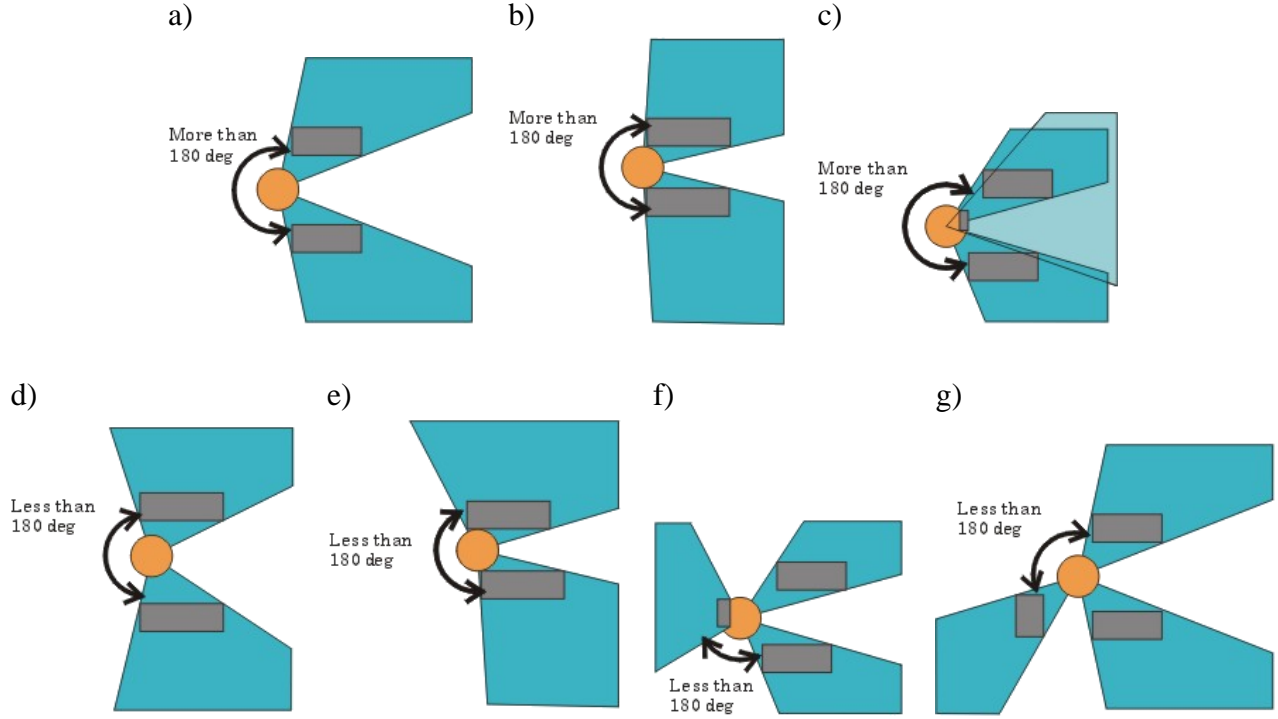 a)
b)
c)
More than
180 deg
More than
180 deg
More than
180 deg
d)
e)
f)
g)
Less than
180 deg
Less than
180 deg
Less than
180 deg
Less than
180 deg